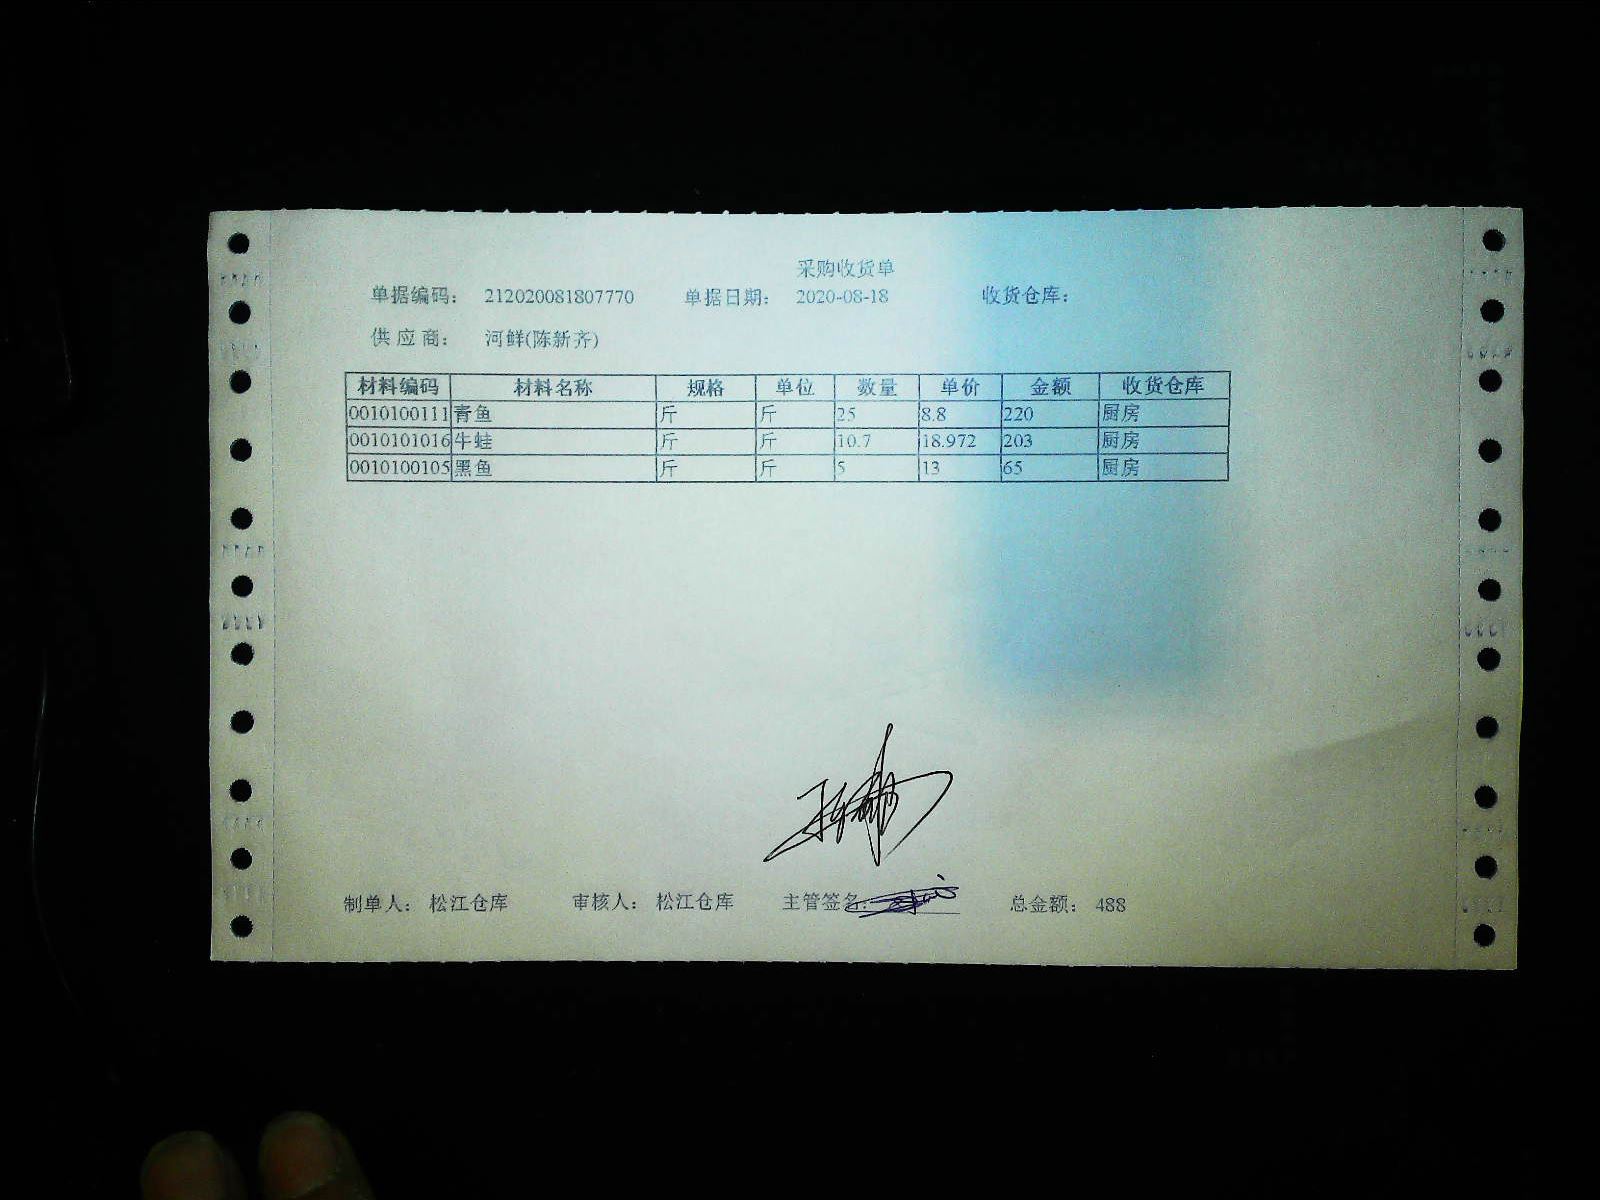 采购收货单
单据编码： 212020081807770 单据日期： 2020-08-18 收货仓库：
供应商： 河鲜(陈新齐)
材料编码 材料名称 规格 单位 数量 单价 金额 收货仓库
0010100111 青鱼 斤 斤 25 8.8 220 厨房
0010101016 牛蛙 斤 斤 10.7 18.972 203 厨房
0010100105 黑鱼 斤 斤 5 13 65 厨房
制单人： 松江仓库 审核人： 松江仓库 主管签名： 总金额： 488